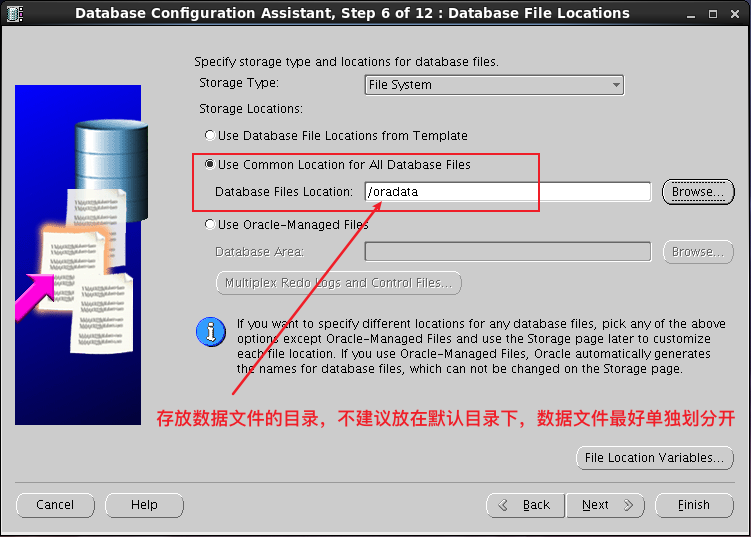 Database Configuration Assistant, Step 6 of 12 : Database File Locations
Specify storage type and locations for database files.
Storage Type:
File System
Storage Locations:
Use Database File Locations from Template
Use Common Location for All Database Files
Database Files Location:
/oradata
Browse...
Use Oracle-Managed Files
Database Area:
Browse...
Multiplex Redo Logs and Control Files...
If you want to specify different locations for any database files, pick any of the above
options except Oracle-Managed Files and use the Storage page later to customize
each file location. If you use Oracle-Managed Files, Oracle automatically generates
the names for database files, which can not be changed on the Storage page.
存放数据文件的目录，不建议放在默认目录下，数据文件最好单独划分开
File Location Variables...
Cancel
Help
Back
Next
Finish